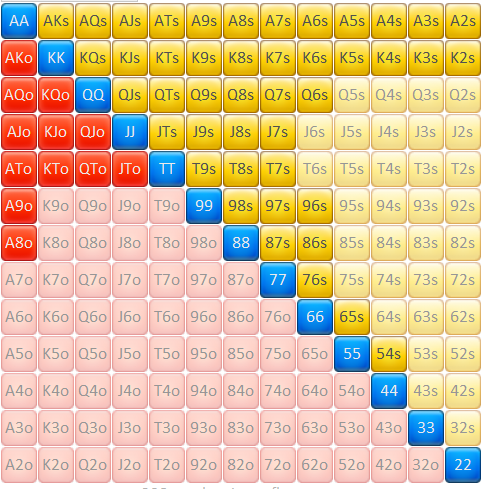 AA AKs AQs AJs ATs A9s A8s A7s A6s A5s A4s A3s A2s
AKo KK KQs KJs KTs K9s K8s K7s K6s K5s K4s K3s K2s
AQo KQo QQ QJs QTs Q9s Q8s Q7s Q6s Q5s Q4s Q3s Q2s
AJo KJo QJo JJ JTs J9s J8s J7s J6s J5s J4s J3s J2s
ATo KTo QTo JTo TT T9s T8s T7s T6s T5s T4s T3s T2s
A9o K9o Q9o J9o T9o 99 98s 97s 96s 95s 94s 93s 92s
A8o K8o Q8o J8o T8o 98o 88 87s 86s 85s 84s 83s 82s
A7o K7o Q7o J7o T7o 97o 87o 77 76s 75s 74s 73s 72s
A6o K6o Q6o J6o T6o 96o 86o 76o 66 65s 64s 63s 62s
A5o K5o Q5o J5o T5o 95o 85o 75o 65o 55 54s 53s 52s
A4o K4o Q4o J4o T4o 94o 84o 74o 64o 54o 44 43s 42s
A3o K3o Q3o J3o T3o 93o 83o 73o 63o 53o 43o 33 32s
A2o K2o Q2o J2o T2o 92o 82o 72o 62o 52o 42o 32o 22